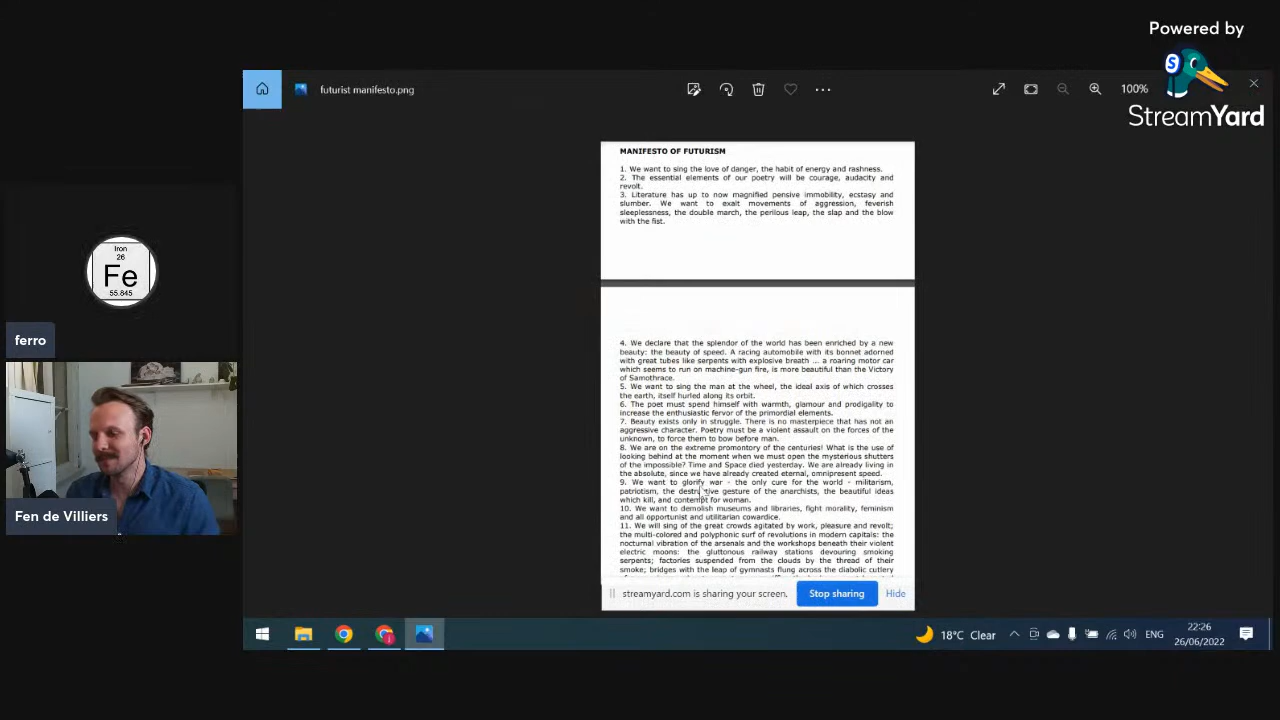 Powered by
StreamYard
futurist manifesto.png
100%
MANIFESTO OF FUTURISM
1. We want to sing the love of danger, the habit of energy and rashness.
2. The essential elements of our poetry will be courage, audacity and
revolt.
3. Literature has up to now magnified pensive immobility, ecstasy and
slumber. We want to exalt movements of aggression, feverish
sleeplessness, the double march, the perilous leap, the slap and the blow
with the fist.
4. We declare that the splendor of the world has been enriched by a new
beauty: the beauty of speed. A racing automobile with its bonnet adorned
with great tubes like serpents with explosive breath ... a roaring motor car
which seems to run on machine-gun fire, is more beautiful than the Victory
of Samothrace.
5. We want to sing the man at the wheel, the ideal axis of which crosses
the earth, itself hurled along its orbit.
6. The poet must spend himself with warmth, glamour and prodigality to
increase the enthusiastic fervor of the primordial elements.
7. Beauty exists only in struggle. There is no masterpiece that has not an
aggressive character. Poetry must be a violent assault on the forces of the
unknown, to force them to bow before man.
8. We are on the extreme promontory of the centuries! What is the use of
looking behind at the moment when we must open the mysterious shutters
of the impossible? Time and Space died yesterday. We are already living in
the absolute, since we have already created eternal, omnipresent speed.
9. We want to glorify war - the only cure for the world - militarism,
patriotism, the destructive gesture of the anarchists, the beautiful ideas
which kill, and contempt for woman.
10. We want to demolish museums and libraries, fight morality, feminism
and all opportunist and utilitarian cowardice.
11. We will sing of the great crowds agitated by work, pleasure and revolt;
the multi-colored and polyphonic surf of revolutions in modern capitals: the
nocturnal vibration of the arsenals and the workshops beneath their violent
electric moons: the gluttonous railway stations devouring smoking
serpents; factories suspended from the clouds by the thread of their
smoke; bridges with the leap of gymnasts flung across the diabolic cutlery
streamyard.com is sharing your screen.
Stop sharing
Hide
Iron
26
Fe
55.845
ferro
Fen de Villiers
18°C Clear
ENG
22:26
26/06/2022